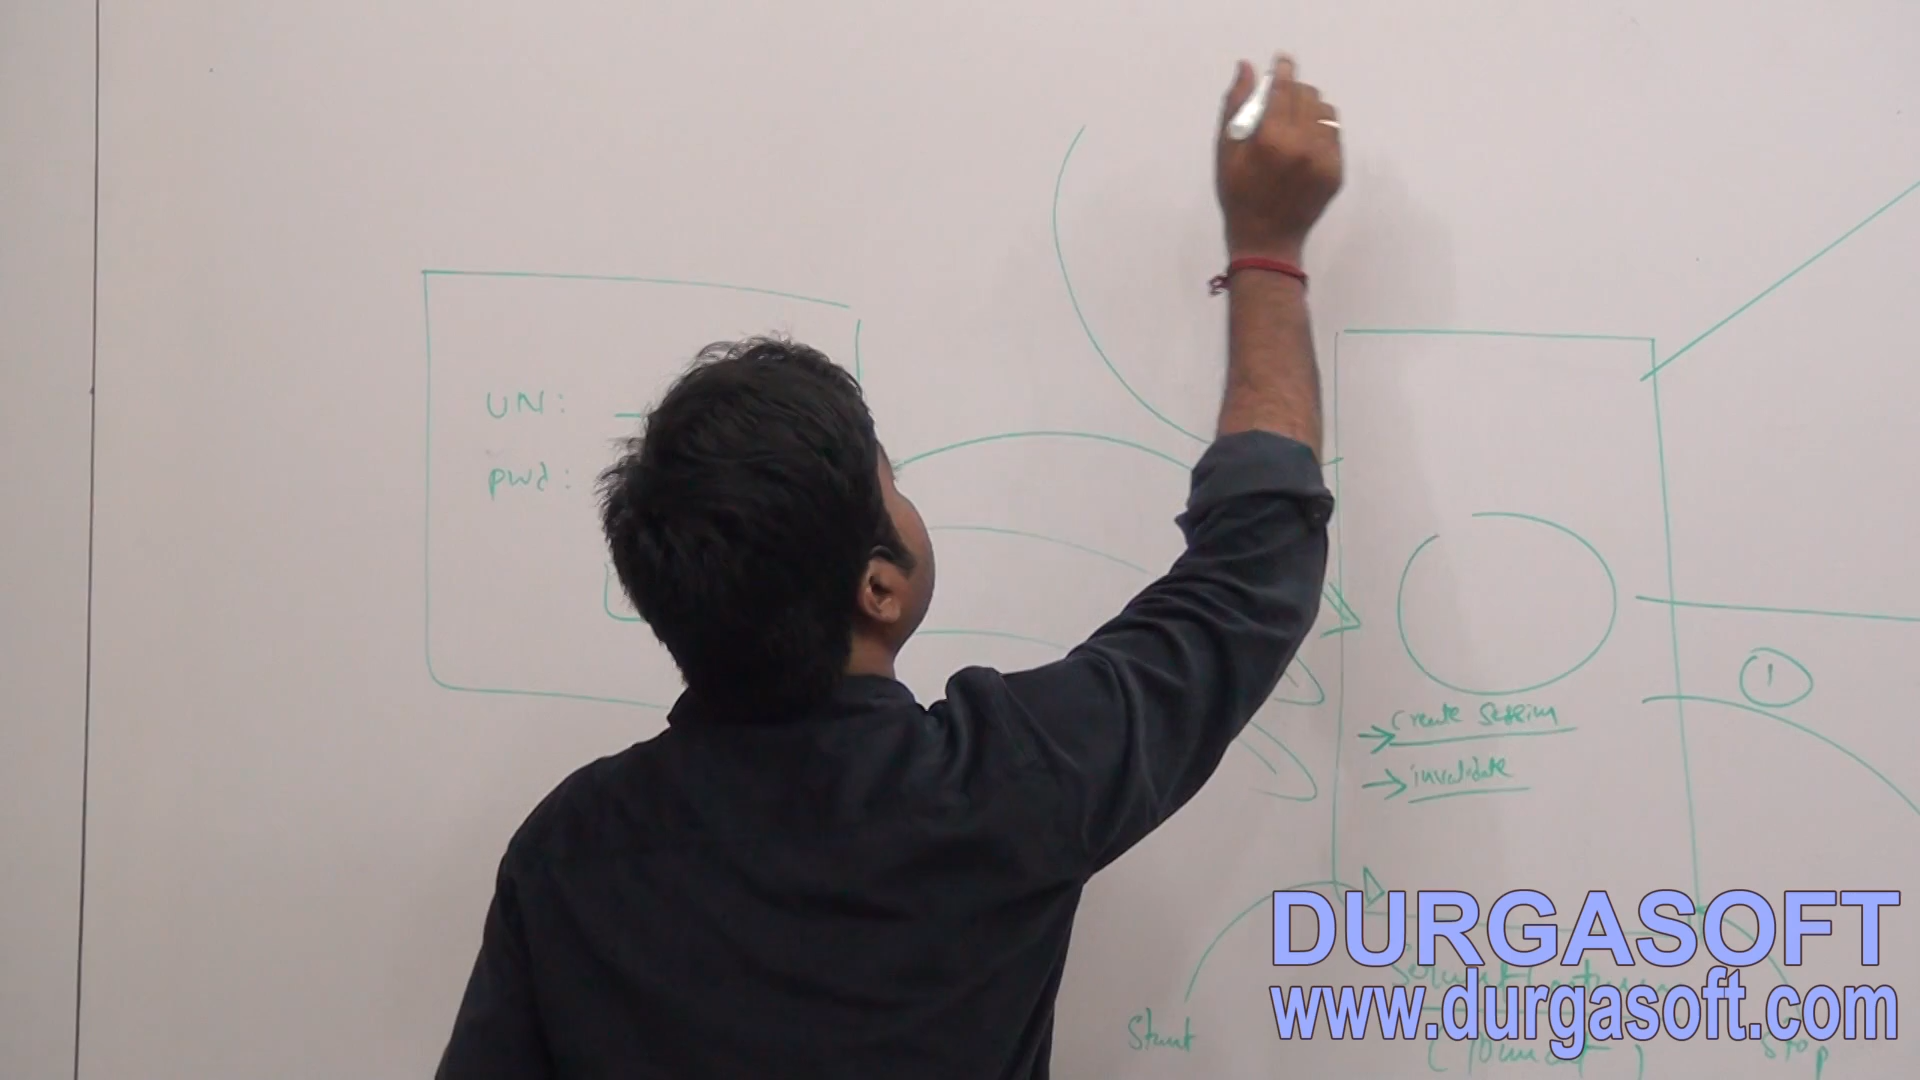 UN:
pwd:
1
create session
invalidate
DURGASOFT
www.durgasoft.com
Start
Stop